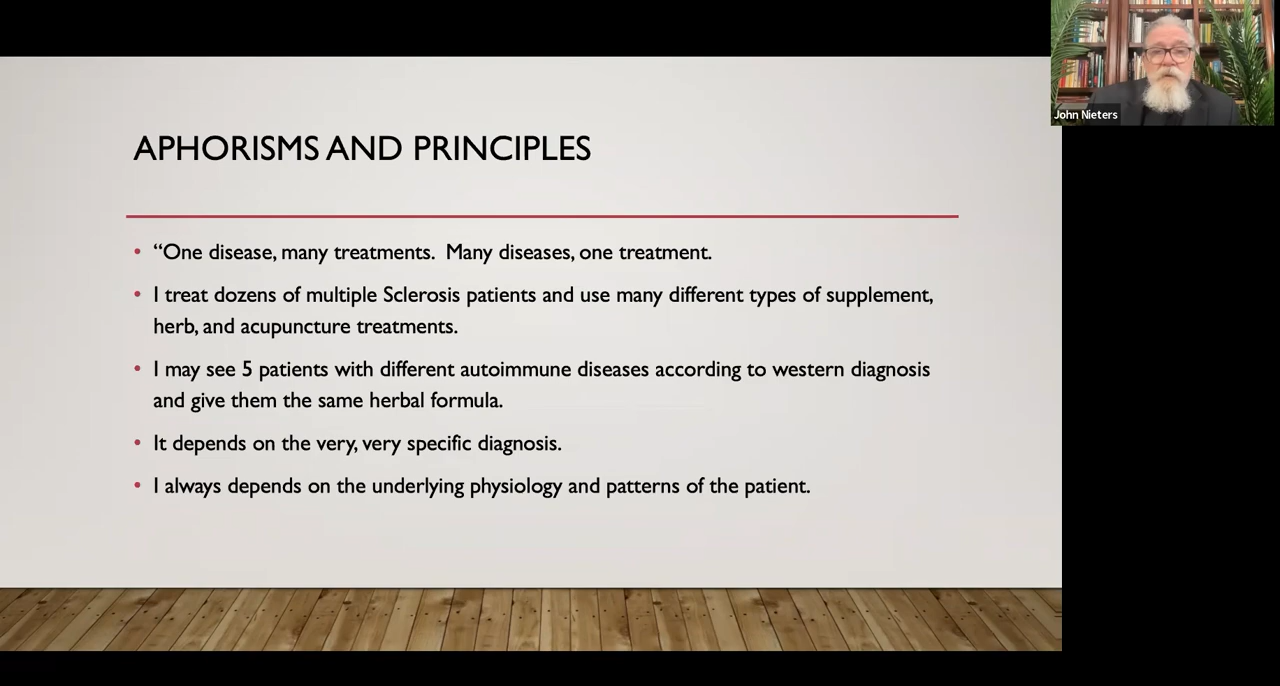 APHORISMS AND PRINCIPLES
• “One disease, many treatments.  Many diseases, one treatment.
• I treat dozens of multiple Sclerosis patients and use many different types of supplement,
herb, and acupuncture treatments.
• I may see 5 patients with different autoimmune diseases according to western diagnosis
and give them the same herbal formula.
• It depends on the very, very specific diagnosis.
• I always depends on the underlying physiology and patterns of the patient.
John Nieters